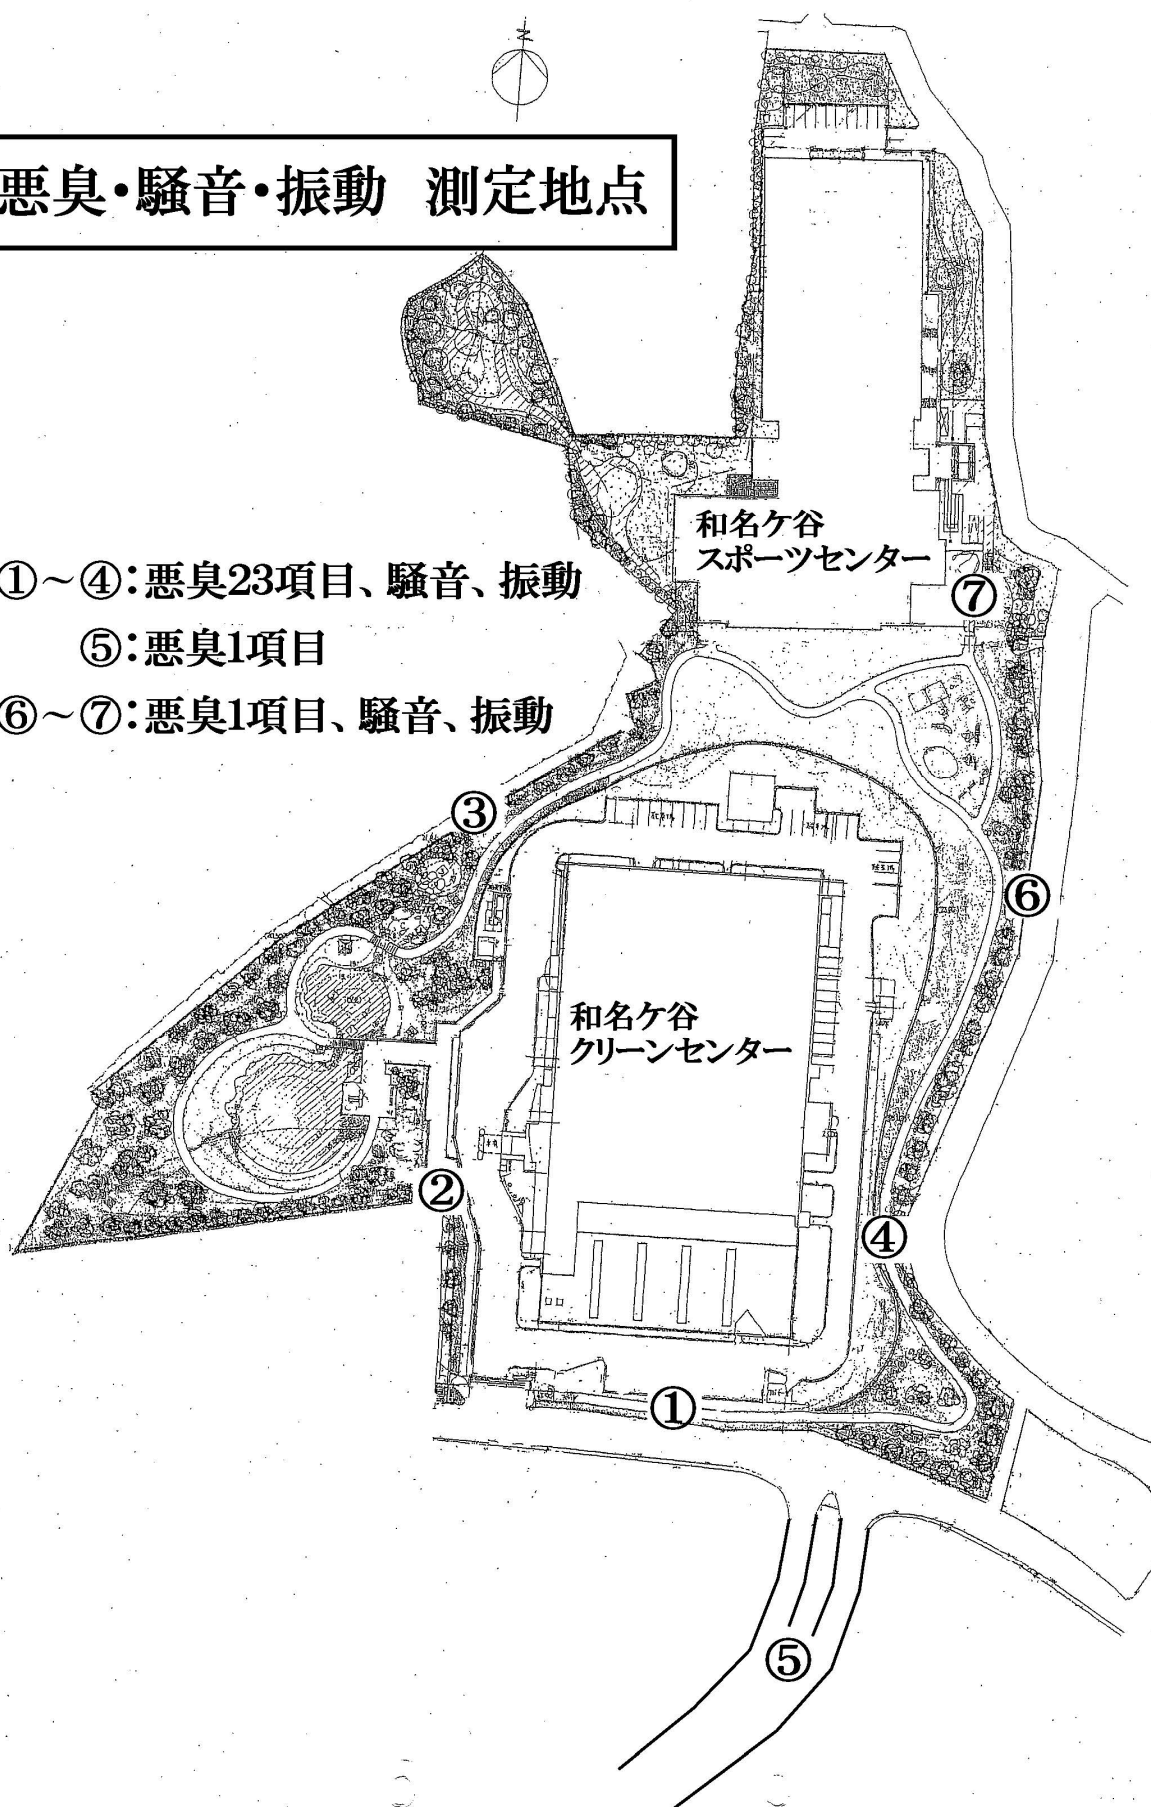 N
悪臭・騒音・振動 測定地点
和名ケ谷
スポーツセンター
①～④：悪臭23項目、騒音、振動
⑤：悪臭1項目
⑥～⑦：悪臭1項目、騒音、振動
⑦
③
⑥
和名ケ谷
クリーンセンター
②
④
①
⑤